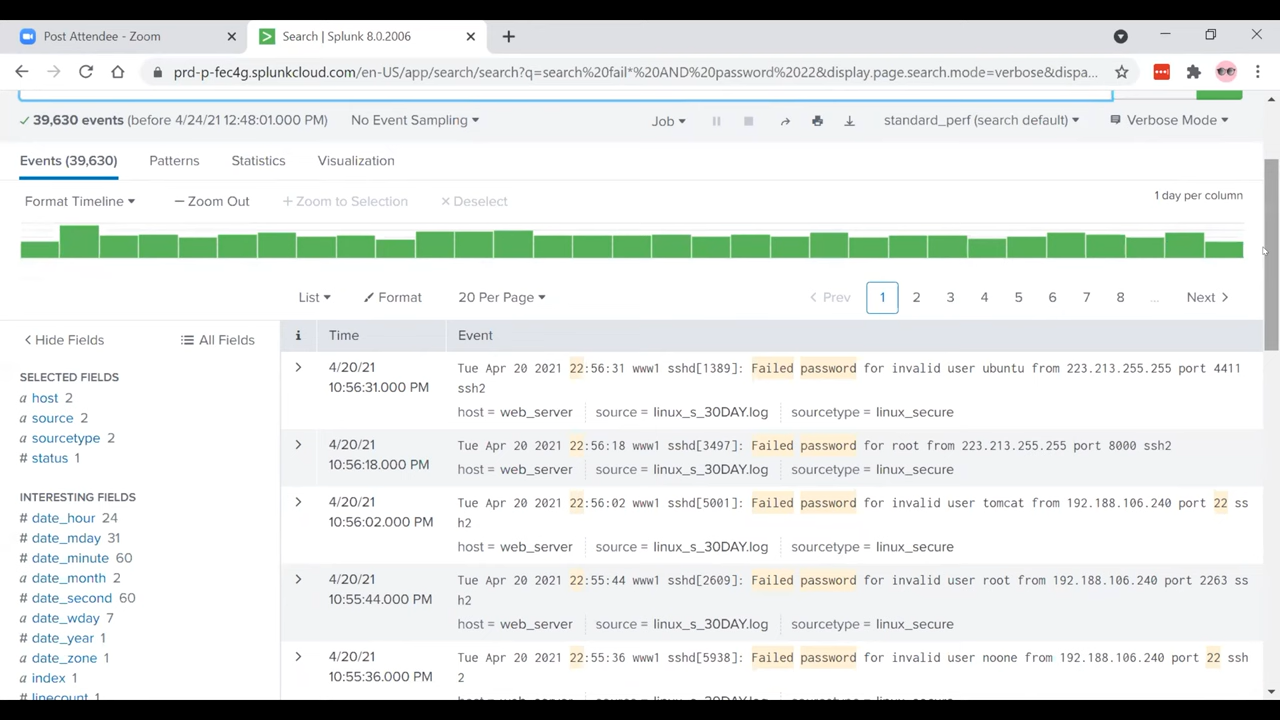 Post Attendee - Zoom
Search | Splunk 8.0.2006
prd-p-fec4g.splunkcloud.com/en-US/app/search/search?q=search%20fail*%20AND%20password%2022&display.page.search.mode=verbose&dispa...
39,630 events (before 4/24/21 12:48:01.000 PM)
No Event Sampling
Job
standard_perf (search default)
Verbose Mode
Events (39,630)
Patterns
Statistics
Visualization
Format Timeline
— Zoom Out
+ Zoom to Selection
× Deselect
1 day per column
List
Format
20 Per Page
< Prev
1
2
3
4
5
6
7
8
...
Next >
< Hide Fields
All Fields
SELECTED FIELDS
a host 2
a source 2
a sourcetype 2
# status 1
INTERESTING FIELDS
# date_hour 24
# date_mday 31
# date_minute 60
a date_month 2
# date_second 60
a date_wday 7
# date_year 1
a date_zone 1
a index 1
# linecount 1
i
Time
Event
4/20/21
10:56:31.000 PM
Tue Apr 20 2021 22:56:31 www1 sshd[1389]: Failed password for invalid user ubuntu from 223.213.255.255 port 4411
ssh2
host = web_server
source = linux_s_30DAY.log
sourcetype = linux_secure
4/20/21
10:56:18.000 PM
Tue Apr 20 2021 22:56:18 www1 sshd[3497]: Failed password for root from 223.213.255.255 port 8000 ssh2
host = web_server
source = linux_s_30DAY.log
sourcetype = linux_secure
4/20/21
10:56:02.000 PM
Tue Apr 20 2021 22:56:02 www1 sshd[5001]: Failed password for invalid user tomcat from 192.188.106.240 port 22 ss
h2
host = web_server
source = linux_s_30DAY.log
sourcetype = linux_secure
4/20/21
10:55:44.000 PM
Tue Apr 20 2021 22:55:44 www1 sshd[2609]: Failed password for invalid user root from 192.188.106.240 port 2263 ss
h2
host = web_server
source = linux_s_30DAY.log
sourcetype = linux_secure
4/20/21
10:55:36.000 PM
Tue Apr 20 2021 22:55:36 www1 sshd[5938]: Failed password for invalid user noone from 192.188.106.240 port 22 ssh
2